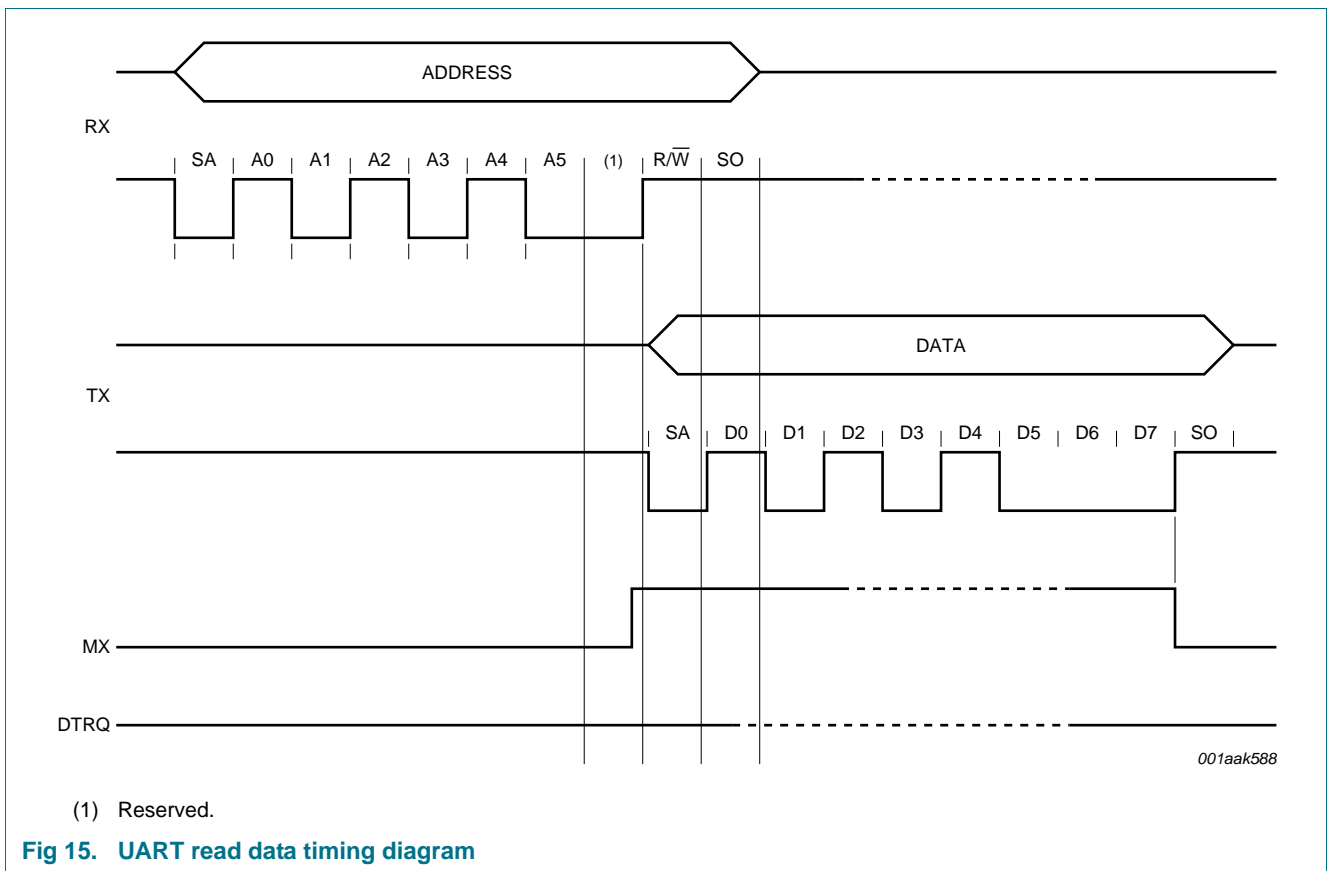 ADDRESS
RX
SA A0 A1 A2 A3 A4 A5 (1) R/W̅ SO
DATA
TX
SA D0 D1 D2 D3 D4 D5 D6 D7 SO
MX
DTRQ
001aak588
(1) Reserved.
Fig 15. UART read data timing diagram